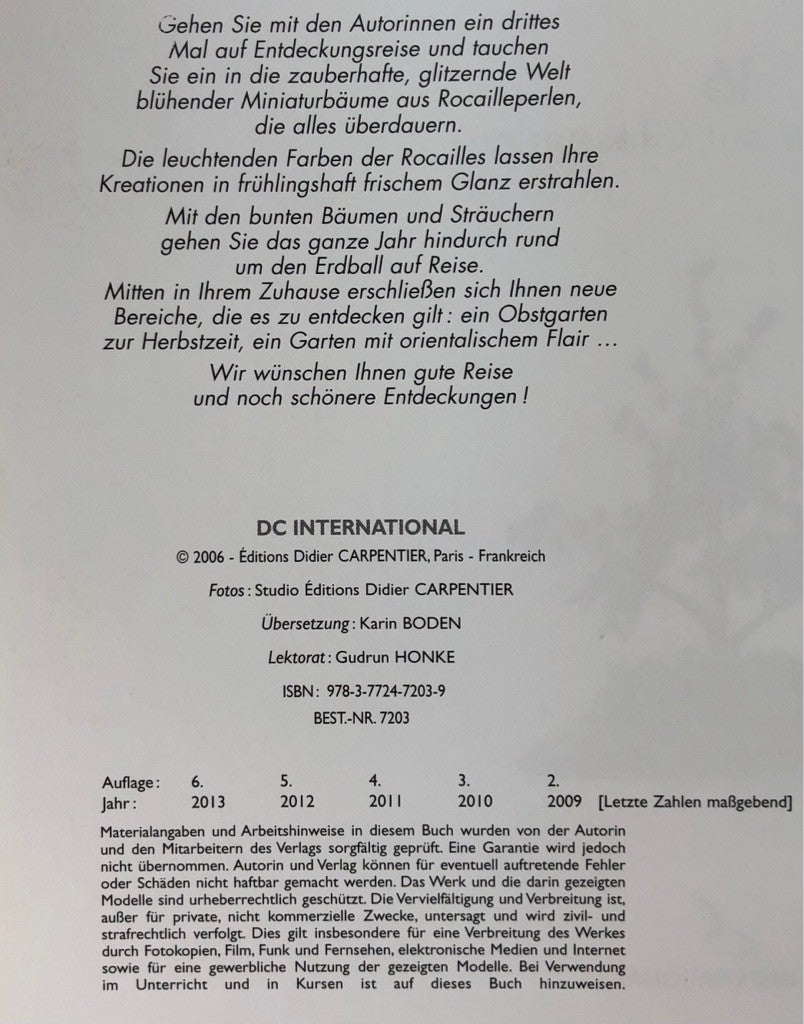 Gehen Sie mit den Autorinnen ein drittes
Mal auf Entdeckungsreise und tauchen
Sie ein in die zauberhafte, glitzernde Welt
blühender Miniaturbäume aus Rocailleperlen,
die alles überdauern.
Die leuchtenden Farben der Rocailles lassen Ihre
Kreationen in frühlingshaft frischem Glanz erstrahlen.
Mit den bunten Bäumen und Sträuchern
gehen Sie das ganze Jahr hindurch rund
um den Erdball auf Reise.
Mitten in Ihrem Zuhause erschließen sich Ihnen neue
Bereiche, die es zu entdecken gilt : ein Obstgarten
zur Herbstzeit, ein Garten mit orientalischem Flair ...
Wir wünschen Ihnen gute Reise
und noch schönere Entdeckungen !
DC INTERNATIONAL
© 2006 - Éditions Didier CARPENTIER, Paris - Frankreich
Fotos : Studio Éditions Didier CARPENTIER
Übersetzung : Karin BODEN
Lektorat : Gudrun HONKE
ISBN : 978-3-7724-7203-9
BEST.-NR. 7203
Auflage : 6. 5. 4. 3. 2.
Jahr : 2013 2012 2011 2010 2009 [Letzte Zahlen maßgebend]
Materialangaben und Arbeitshinweise in diesem Buch wurden von der Autorin
und den Mitarbeitern des Verlags sorgfältig geprüft. Eine Garantie wird jedoch
nicht übernommen. Autorin und Verlag können für eventuell auftretende Fehler
oder Schäden nicht haftbar gemacht werden. Das Werk und die darin gezeigten
Modelle sind urheberrechtlich geschützt. Die Vervielfältigung und Verbreitung ist,
außer für private, nicht kommerzielle Zwecke, untersagt und wird zivil- und
strafrechtlich verfolgt. Dies gilt insbesondere für eine Verbreitung des Werkes
durch Fotokopien, Film, Funk und Fernsehen, elektronische Medien und Internet
sowie für eine gewerbliche Nutzung der gezeigten Modelle. Bei Verwendung
im Unterricht und in Kursen ist auf dieses Buch hinzuweisen.